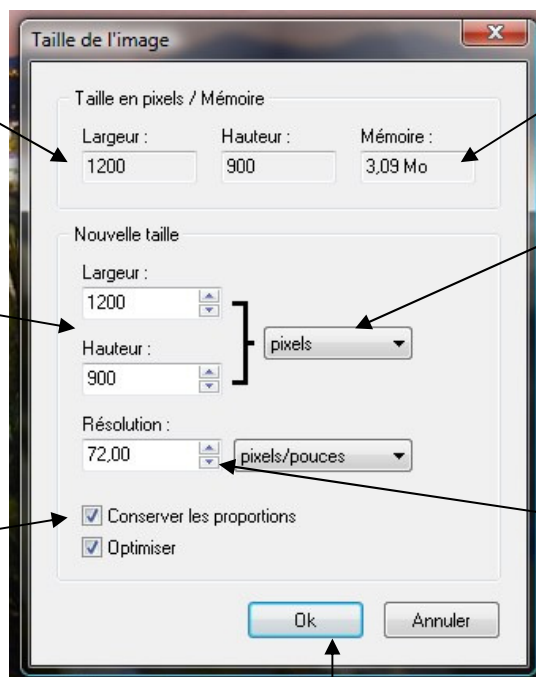 Taille de l'image
Taille en pixels / Mémoire
Largeur : Hauteur : Mémoire :
1200 900 3,09 Mo
Nouvelle taille
Largeur :
1200
pixels
Hauteur :
900
Résolution :
72,00 pixels/pouces
Conserver les proportions
Optimiser
Ok Annuler